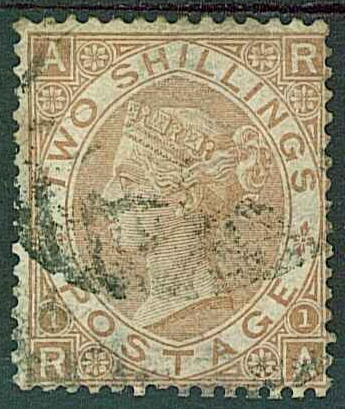 A R
TWO SHILLINGS
POSTAGE
1 1
R A